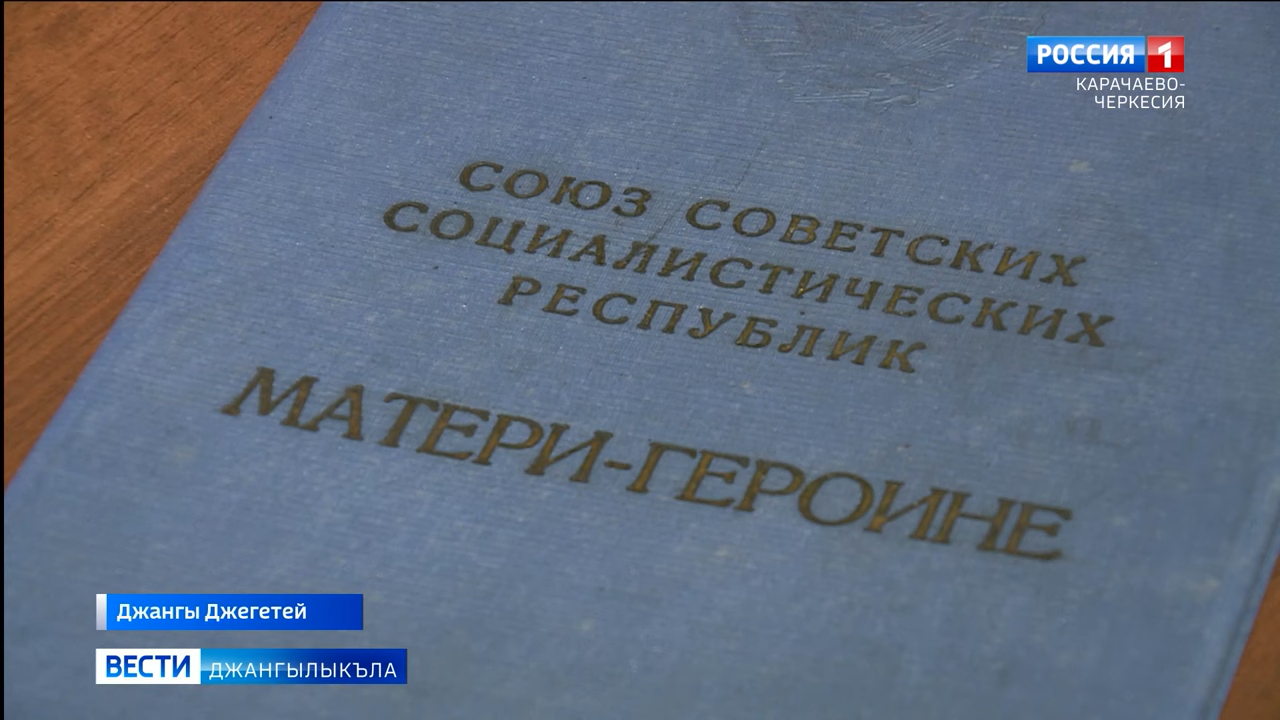 РОССИЯ 1
КАРАЧАЕВО-
ЧЕРКЕСИЯ
СОЮЗ СОВЕТСКИХ
СОЦИАЛИСТИЧЕСКИХ
РЕСПУБЛИК
МАТЕРИ-ГЕРОИНЕ
Джангы Джегетей
ВЕСТИ ДЖАНГЫЛЫКЪЛА